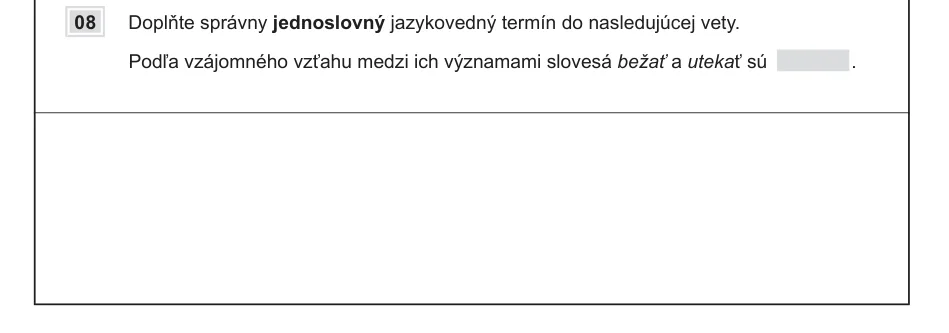 08 Doplňte správny jednoslovný jazykovedný termín do nasledujúcej vety.
Podľa vzájomného vzťahu medzi ich významami slovesá bežať a utekať sú .